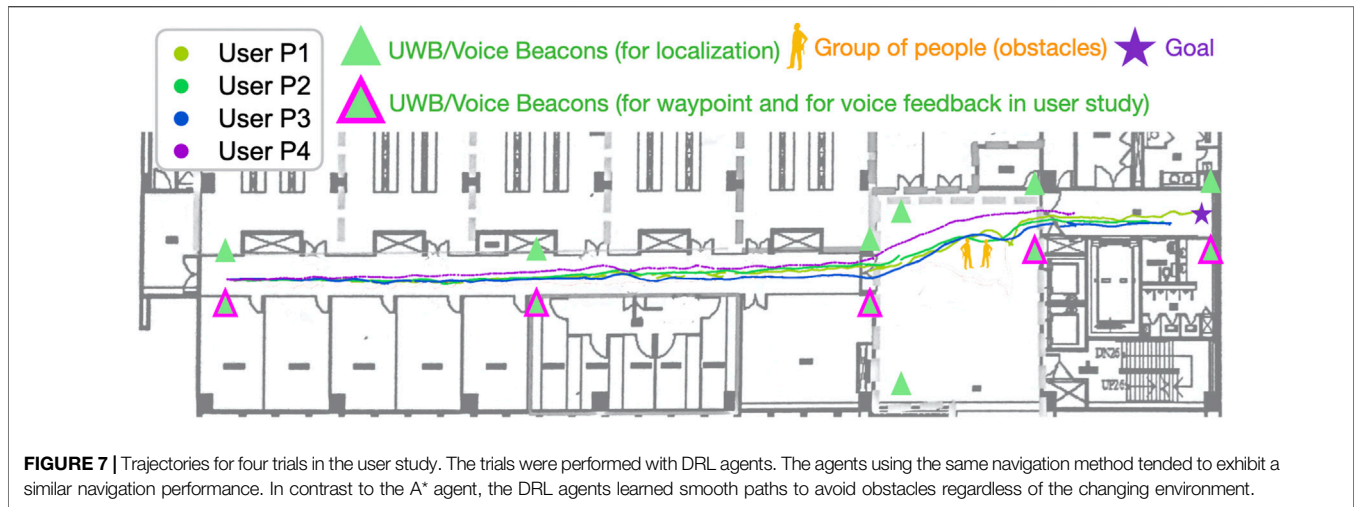 User P1
User P2
User P3
User P4
UWB/Voice Beacons (for localization)
Group of people (obstacles)
Goal
UWB/Voice Beacons (for waypoint and for voice feedback in user study)
DN26
UP26
FIGURE 7 | Trajectories for four trials in the user study. The trials were performed with DRL agents. The agents using the same navigation method tended to exhibit a
similar navigation performance. In contrast to the A* agent, the DRL agents learned smooth paths to avoid obstacles regardless of the changing environment.